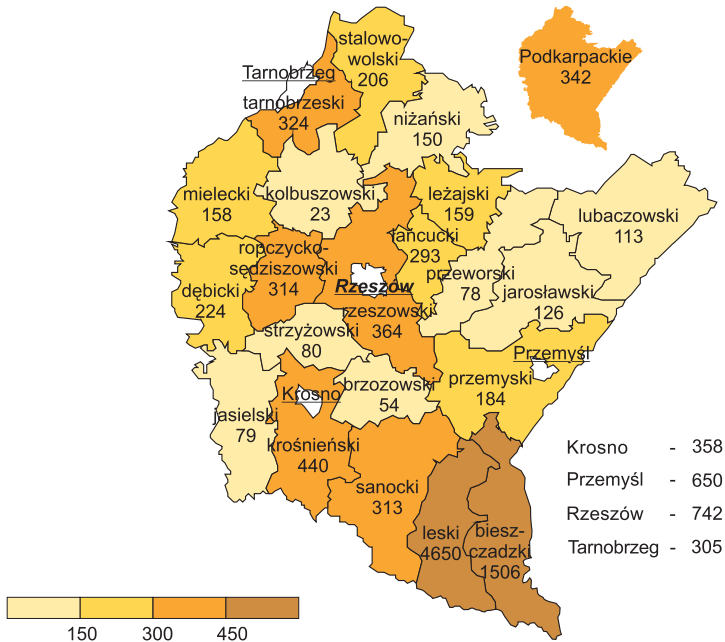 stalowo-
wolski
206
Podkarpackie
342
Tarnobrzeg
tarnobrzeski
324
niżański
150
mielecki
158
kolbuszowski
23
leżajski
159
lubaczowski
113
łańcucki
293
ropczycko-
sędziszowski
314
przeworski
78
jarosławski
126
dębicki
224
Rzeszów
rzeszowski
364
strzyżowski
80
Przemyśl
przemyski
184
brzozowski
54
Krosno
jasielski
79
krośnieński
440
sanocki
313
leski
4650
biesz-
czadzki
1506
Krosno - 358
Przemyśl - 650
Rzeszów - 742
Tarnobrzeg - 305
150 300 450